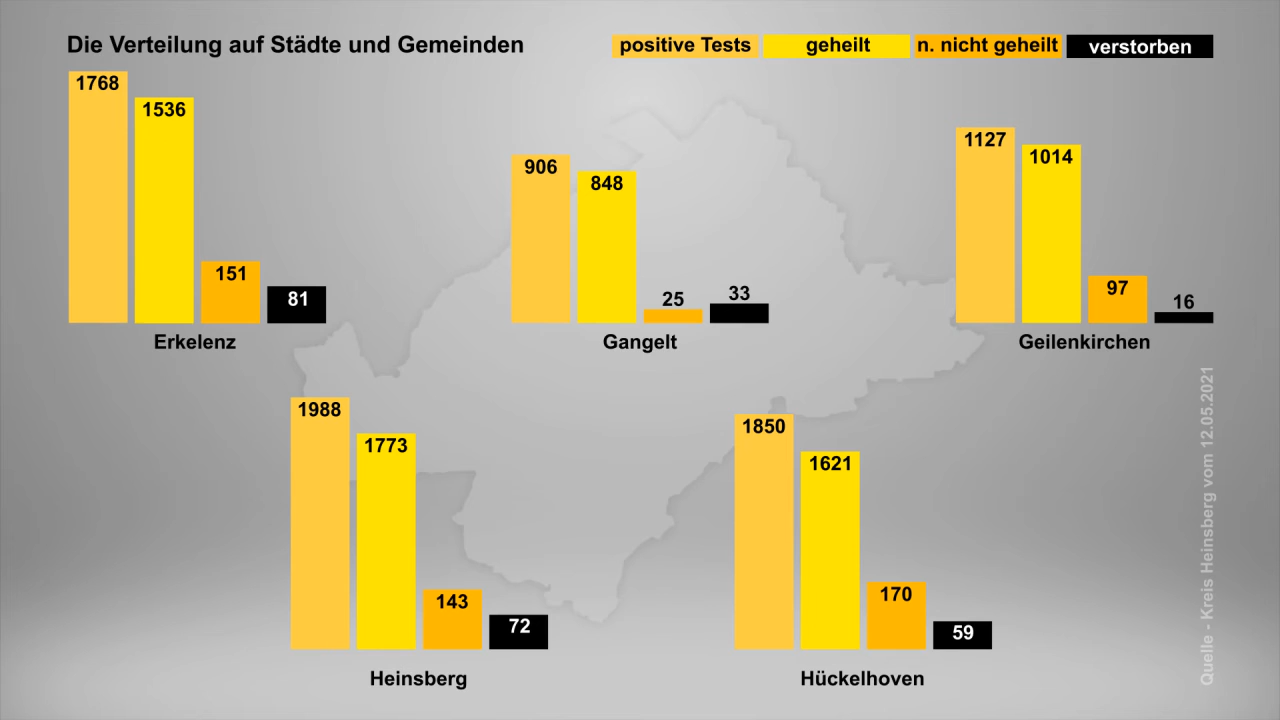 Die Verteilung auf Städte und Gemeinden
positive Tests
geheilt
n. nicht geheilt
verstorben
1768
1536
151
81
Erkelenz
906
848
25
33
Gangelt
1127
1014
97
16
Geilenkirchen
1988
1773
143
72
Heinsberg
1850
1621
170
59
Hückelhoven
Quelle - Kreis Heinsberg vom 12.05.2021